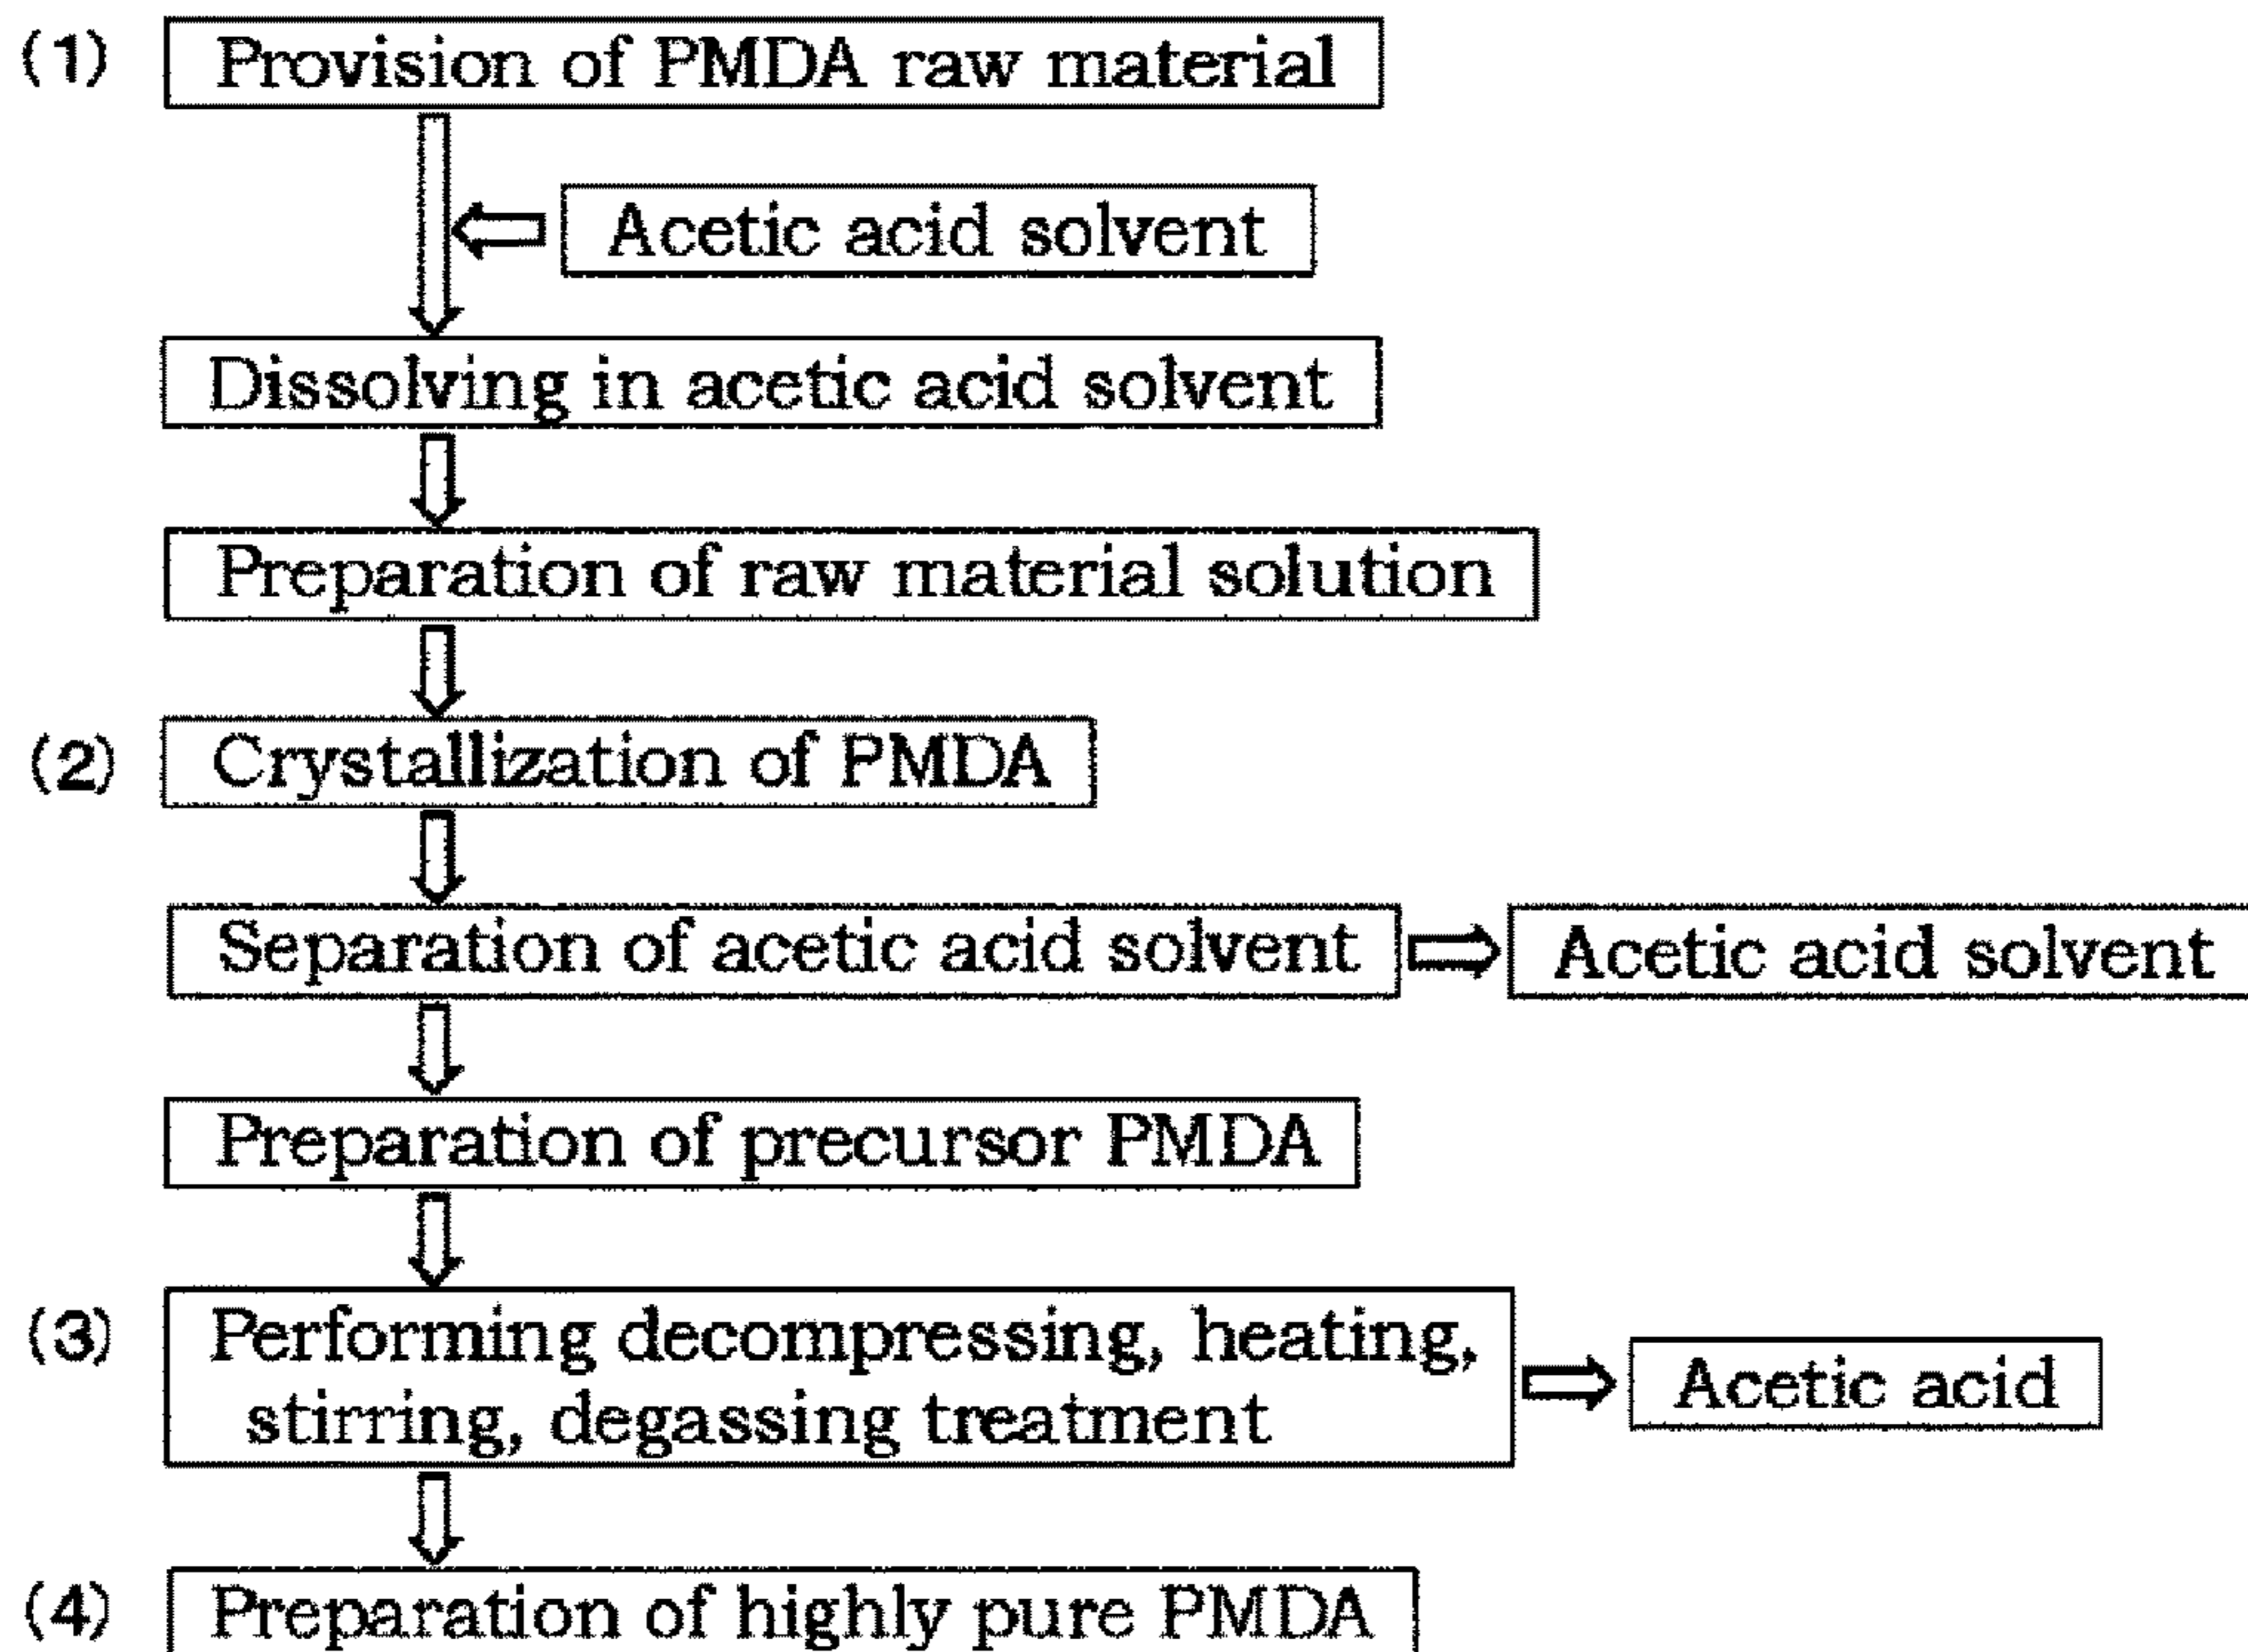 (1) Provision of PMDA raw material
Acetic acid solvent
Dissolving in acetic acid solvent
Preparation of raw material solution
(2) Crystallization of PMDA
Separation of acetic acid solvent
Acetic acid solvent
Preparation of precursor PMDA
(3) Performing decompressing, heating,
stirring, degassing treatment
Acetic acid
(4) Preparation of highly pure PMDA